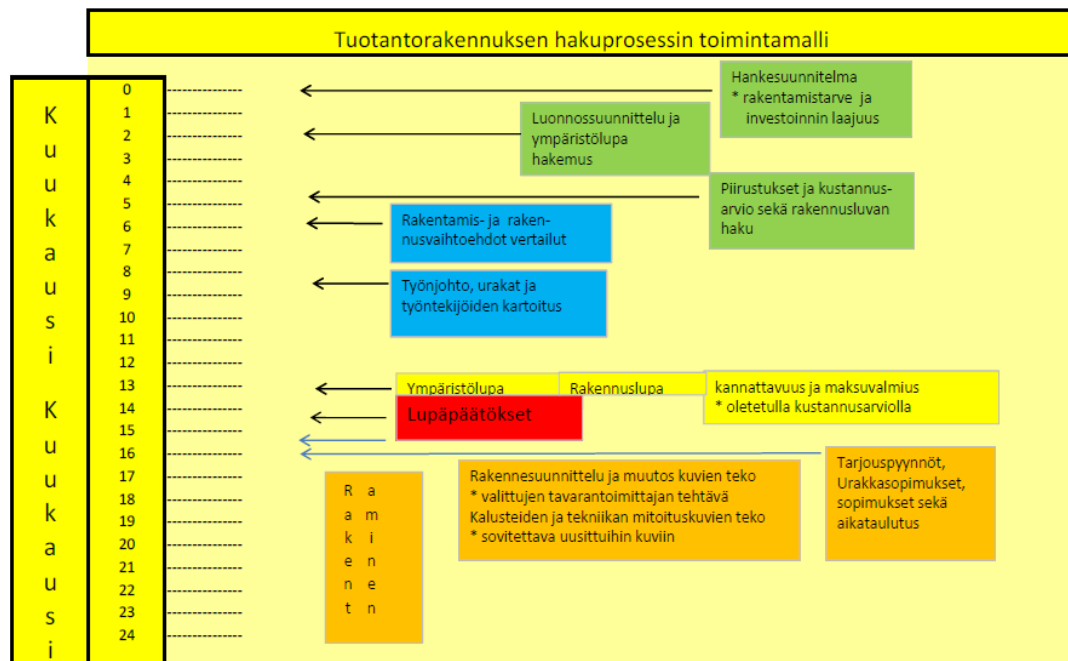 Tuotantorakennuksen hakuprosessin toimintamalli
Kuukausi Kuukausi
0 --------------
1 --------------
2 --------------
3 --------------
4 --------------
5 --------------
6 --------------
7 --------------
8 --------------
9 --------------
10 --------------
11 --------------
12 --------------
13 --------------
14 --------------
15 --------------
16 --------------
17 --------------
18 --------------
19 --------------
20 --------------
21 --------------
22 --------------
23 --------------
24 --------------
Hankesuunnitelma
* rakentamistarve ja
investoinnin laajuus
Luonnossuunnittelu ja
ympäristölupa
hakemus
Piirustukset ja kustannus-
arvio sekä rakennusluvan
haku
Rakentamis- ja raken-
nusvaihtoehdot vertailut
Työnjohto, urakat ja
työntekijöiden kartoitus
Ympäristölupa
Rakennuslupa
kannattavuus ja maksuvalmius
* oletetulla kustannusarviolla
Lupäpäätökset
Rakennesuunnittelu ja muutos kuvien teko
* valittujen tavarantoimittajan tehtävä
Kalusteiden ja tekniikan mitoituskuvien teko
* sovitettava uusittuihin kuviin
Tarjouspyynnöt,
Urakkasopimukset,
sopimukset sekä
aikataulutus
Rakent
aminen